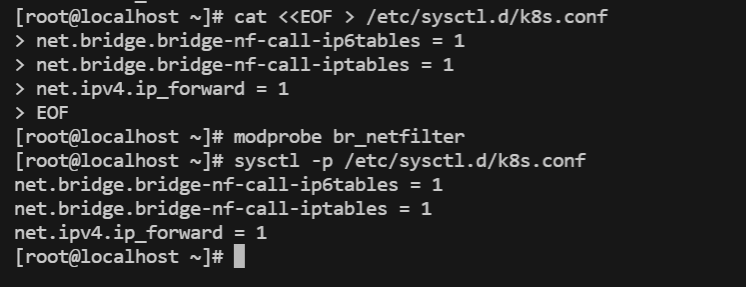 [root@localhost ~]# cat <<EOF > /etc/sysctl.d/k8s.conf
> net.bridge.bridge-nf-call-ip6tables = 1
> net.bridge.bridge-nf-call-iptables = 1
> net.ipv4.ip_forward = 1
> EOF
[root@localhost ~]# modprobe br_netfilter
[root@localhost ~]# sysctl -p /etc/sysctl.d/k8s.conf
net.bridge.bridge-nf-call-ip6tables = 1
net.bridge.bridge-nf-call-iptables = 1
net.ipv4.ip_forward = 1
[root@localhost ~]#